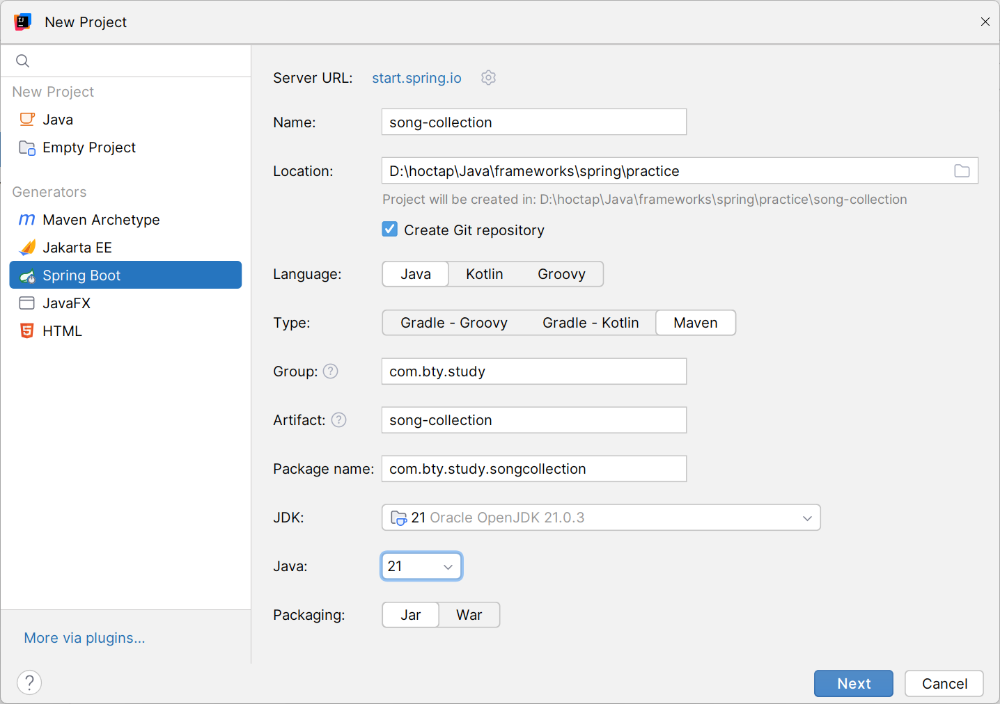 New Project
New Project
Java
Empty Project
Generators
Maven Archetype
Jakarta EE
Spring Boot
JavaFX
HTML
More via plugins...
Server URL: start.spring.io
Name: song-collection
Location: D:\hoctap\Java\frameworks\spring\practice
Project will be created in: D:\hoctap\Java\frameworks\spring\practice\song-collection
Create Git repository
Language: Java Kotlin Groovy
Type: Gradle - Groovy Gradle - Kotlin Maven
Group: ? com.bty.study
Artifact: ? song-collection
Package name: com.bty.study.songcollection
JDK: 21 Oracle OpenJDK 21.0.3
Java: 21
Packaging: Jar War
? Next Cancel